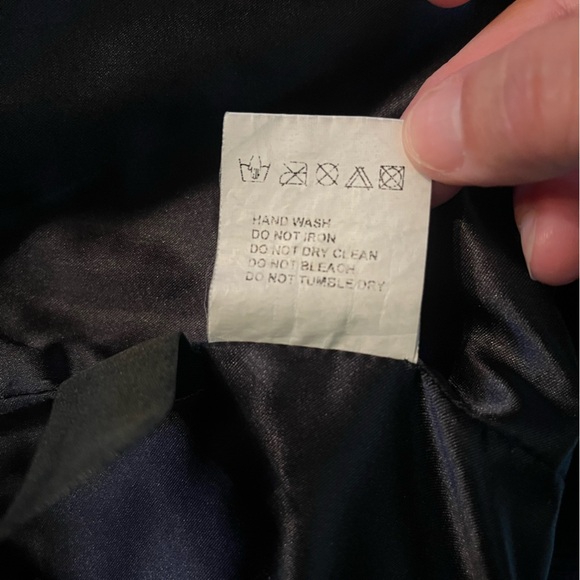 HAND WASH
DO NOT IRON
DO NOT DRY CLEAN
DO NOT BLEACH
DO NOT TUMBLE DRY